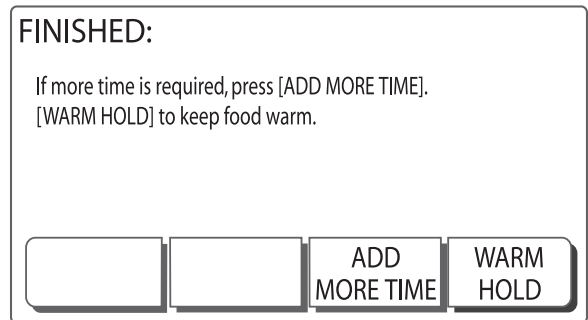 FINISHED:
If more time is required, press [ADD MORE TIME].
[WARM HOLD] to keep food warm.
ADD
MORE TIME
WARM
HOLD